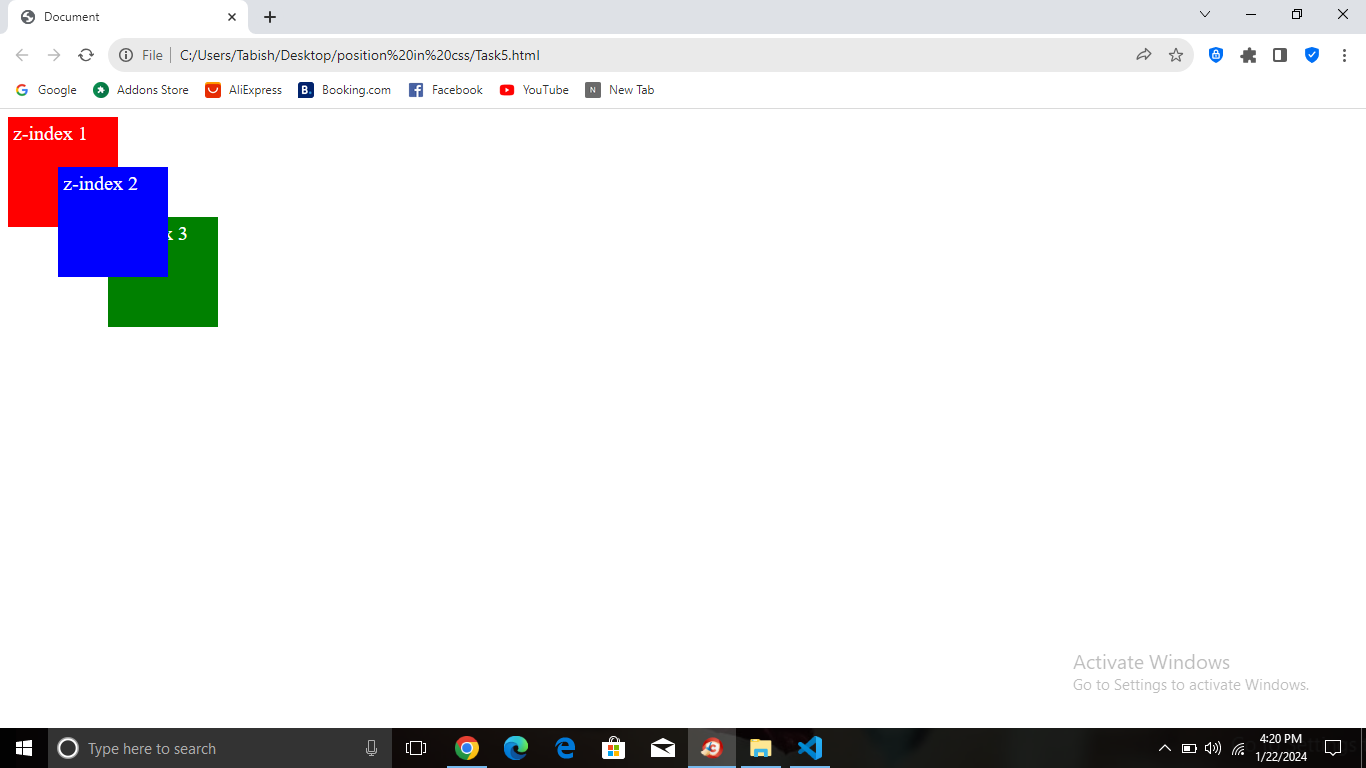 Document
File
C:/Users/Tabish/Desktop/position%20in%20css/Task5.html
Google Addons Store AliExpress B. Booking.com Facebook YouTube N New Tab
z-index 1
z-index 2
x 3
Activate Windows
Go to Settings to activate Windows.
Type here to search
4:20 PM
1/22/2024